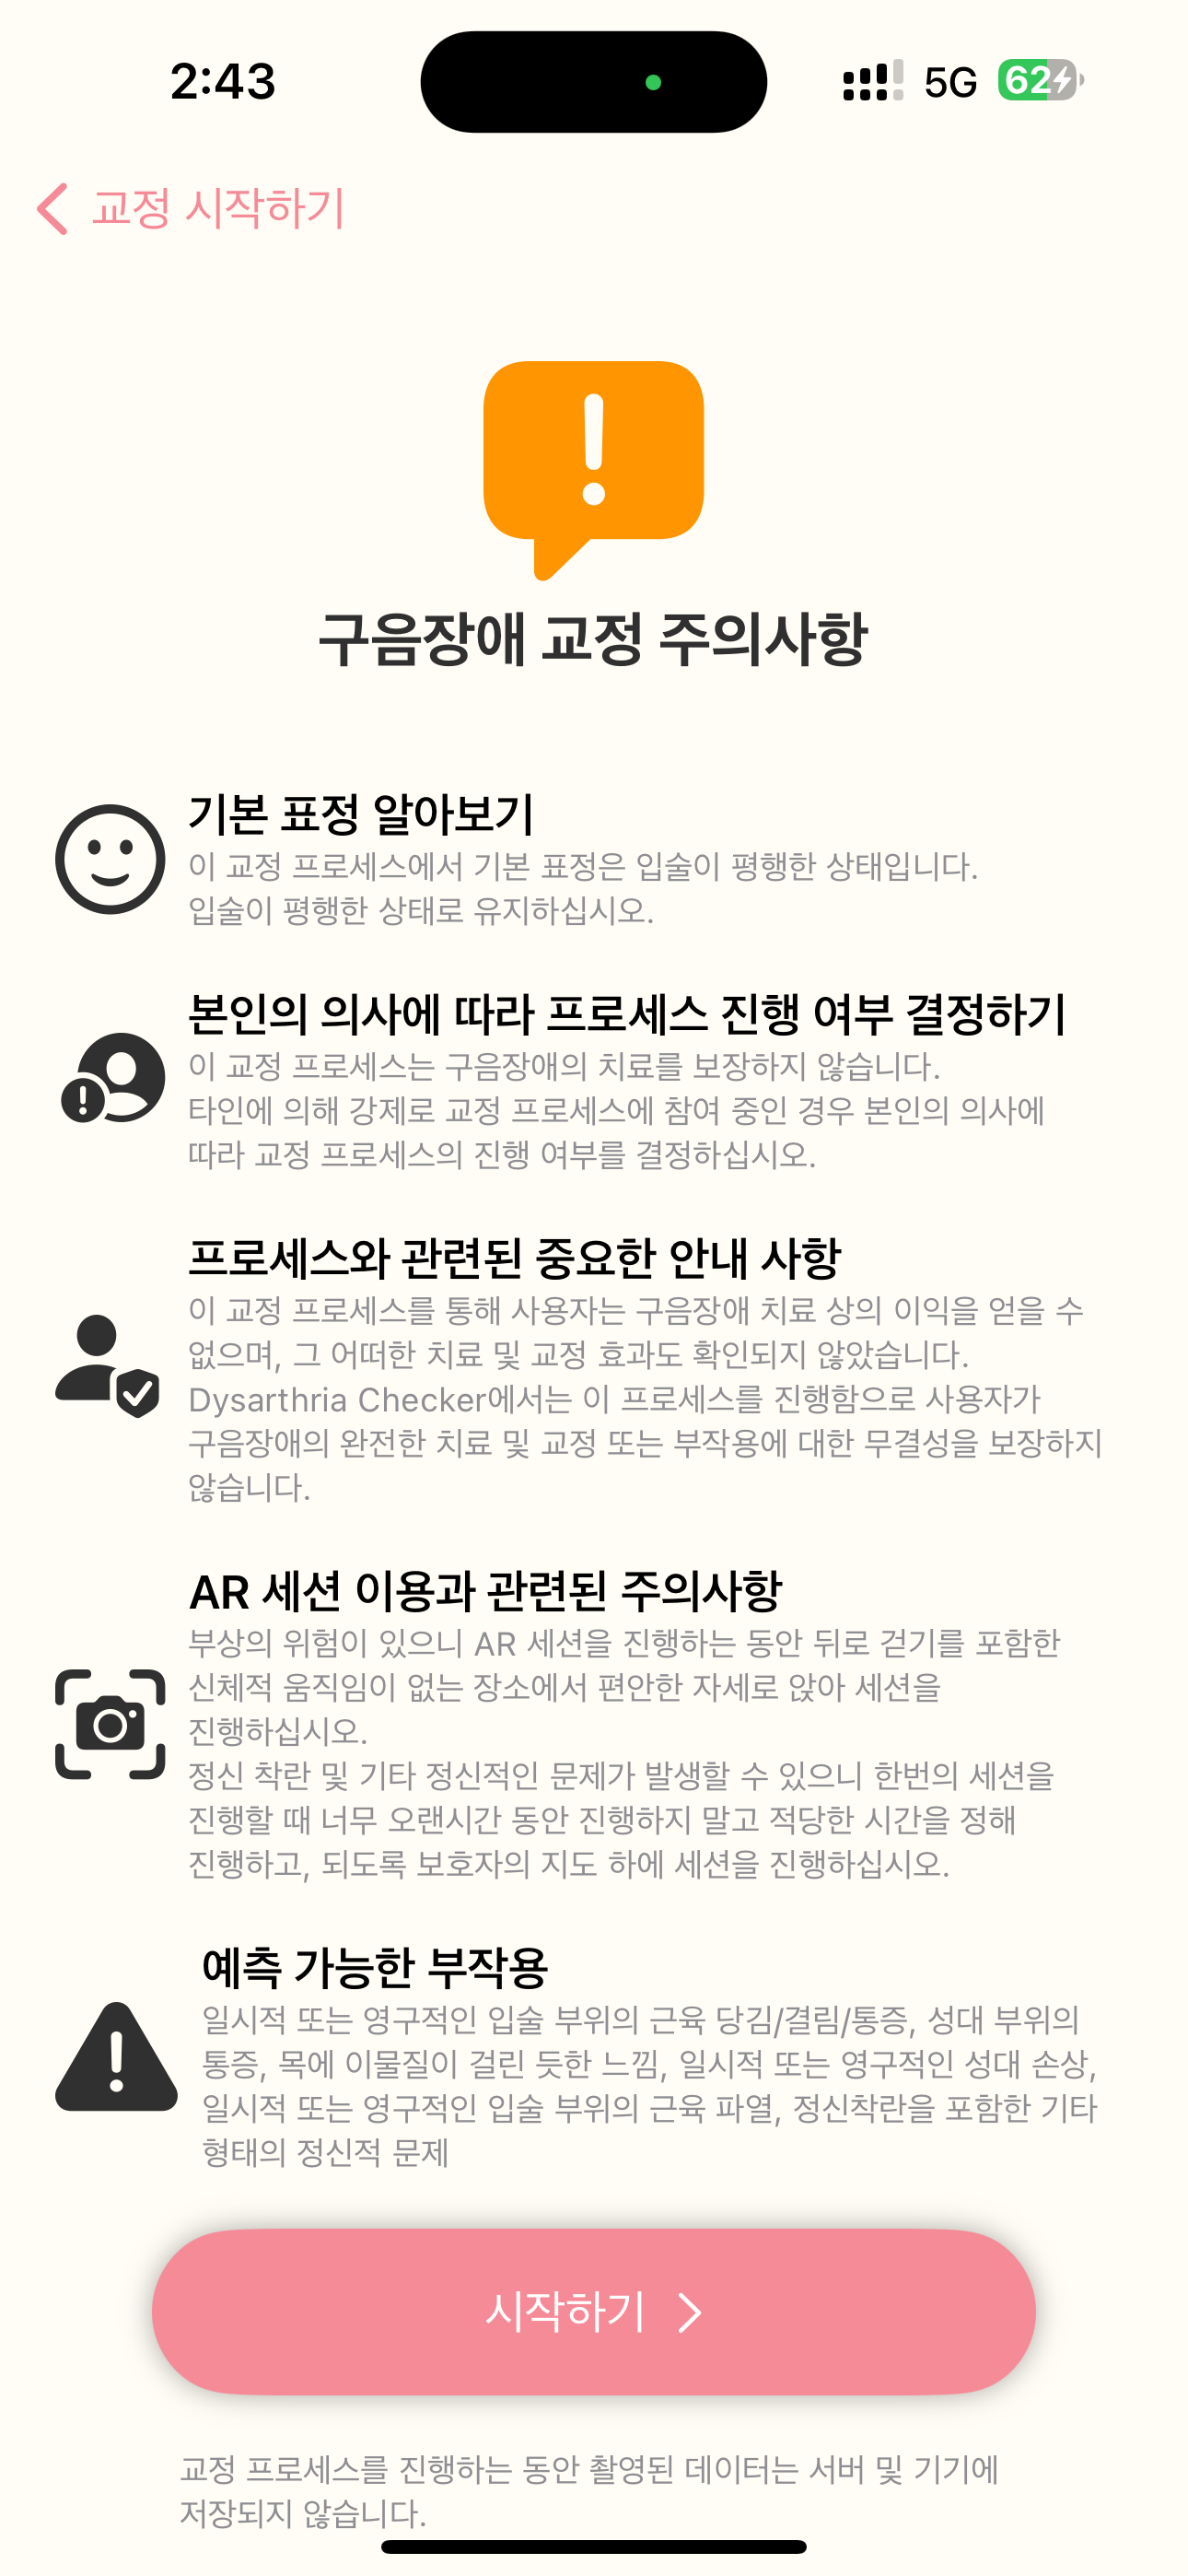 2:43
5G
62
교정 시작하기
구음장애 교정 주의사항
기본 표정 알아보기
이 교정 프로세스에서 기본 표정은 입술이 평행한 상태입니다.
입술이 평행한 상태로 유지하십시오.
본인의 의사에 따라 프로세스 진행 여부 결정하기
이 교정 프로세스는 구음장애의 치료를 보장하지 않습니다.
타인에 의해 강제로 교정 프로세스에 참여 중인 경우 본인의 의사에
따라 교정 프로세스의 진행 여부를 결정하십시오.
프로세스와 관련된 중요한 안내 사항
이 교정 프로세스를 통해 사용자는 구음장애 치료 상의 이익을 얻을 수
없으며, 그 어떠한 치료 및 교정 효과도 확인되지 않았습니다.
Dysarthria Checker에서는 이 프로세스를 진행함으로 사용자가
구음장애의 완전한 치료 및 교정 또는 부작용에 대한 무결성을 보장하지
않습니다.
AR 세션 이용과 관련된 주의사항
부상의 위험이 있으니 AR 세션을 진행하는 동안 뒤로 걷기를 포함한
신체적 움직임이 없는 장소에서 편안한 자세로 앉아 세션을
진행하십시오.
정신 착란 및 기타 정신적인 문제가 발생할 수 있으니 한번의 세션을
진행할 때 너무 오랜시간 동안 진행하지 말고 적당한 시간을 정해
진행하고, 되도록 보호자의 지도 하에 세션을 진행하십시오.
예측 가능한 부작용
일시적 또는 영구적인 입술 부위의 근육 당김/결림/통증, 성대 부위의
통증, 목에 이물질이 걸린 듯한 느낌, 일시적 또는 영구적인 성대 손상,
일시적 또는 영구적인 입술 부위의 근육 파열, 정신착란을 포함한 기타
형태의 정신적 문제
시작하기
교정 프로세스를 진행하는 동안 촬영된 데이터는 서버 및 기기에
저장되지 않습니다.